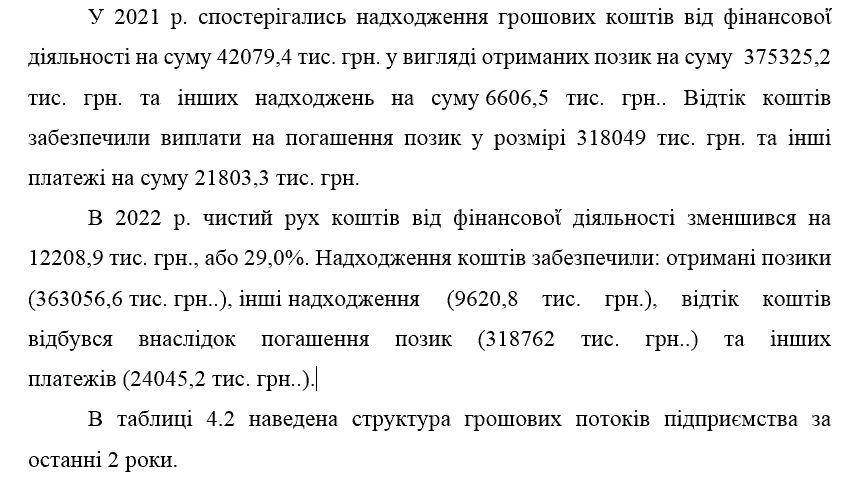 У 2021 р. спостерігались надходження грошових коштів від фінансової
діяльності на суму 42079,4 тис. грн. у вигляді отриманих позик на суму 375325,2
тис. грн. та інших надходжень на суму 6606,5 тис. грн.. Відтік коштів
забезпечили виплати на погашення позик у розмірі 318049 тис. грн. та інші
платежі на суму 21803,3 тис. грн.
В 2022 р. чистий рух коштів від фінансової діяльності зменшився на
12208,9 тис. грн., або 29,0%. Надходження коштів забезпечили: отримані позики
(363056,6 тис. грн..), інші надходження (9620,8 тис. грн.), відтік коштів
відбувся внаслідок погашення позик (318762 тис. грн..) та інших
платежів (24045,2 тис. грн..).
В таблиці 4.2 наведена структура грошових потоків підприємства за
останні 2 роки.